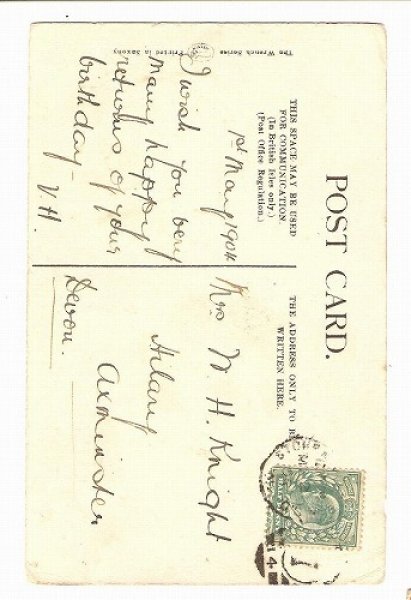 POST CARD.
THIS SPACE MAY BE USED
FOR COMMUNICATION.
(In British Isles only.)
(Post Office Regulation.)
THE ADDRESS ONLY TO BE
WRITTEN HERE.
1st May 1904
I wish you very
many happy
returns of your
birthday –
V.H.
Mrs W H Knight
Hilary
Axminster
Devon.
The Wrench Series
Printed in Saxony